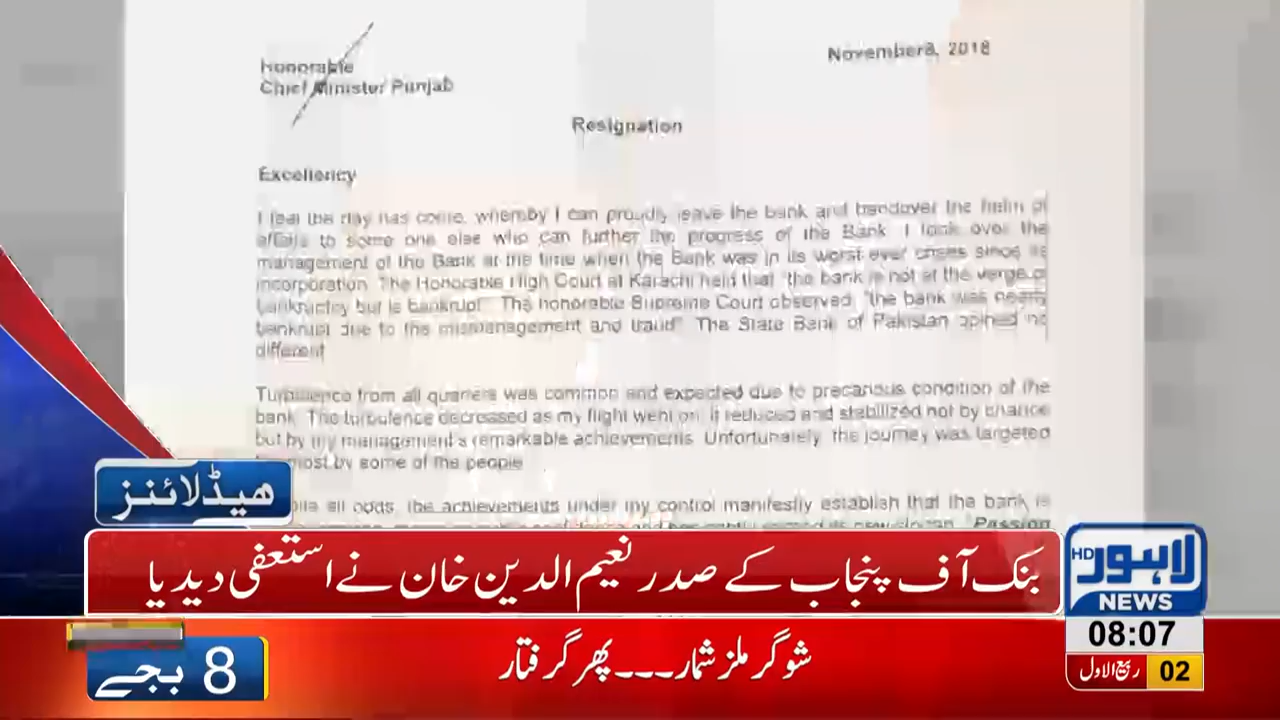 November 8, 2018
Honorable
Chief Minister Punjab
Resignation
Excellency
I feel the day has come, whereby I can proudly leave the bank and handover the helm of
affairs to some one else who can further the progress of the Bank. I took over the
management of the Bank at the time when the Bank was in its worst ever crises since its
incorporation. The Honorable High Court at Karachi held that "the bank is not at the verge of
bankruptcy but is bankrupt". The honorable Supreme Court observed, "the bank was nearly
bankrupt due to the mismanagement and fraud". The State Bank of Pakistan opined no
different.
Turbulence from all quarters was common and expected due to precarious condition of the
bank. The turbulence decreased as my flight went on. It reduced and stabilized not by chance
but by my management's remarkable achievements. Unfortunately, the journey was targeted
most by some of the people
all odds, the achievements under my control manifestly establish that the bank is
Passion
ھیڈلائنز
بنک آف پنجاب کے صدر نعیم الدین خان نے استعفی دیدیا
HD لاہور
NEWS
شوگر ملز شمار۔۔۔پھر گرفتار
08:07
8 بجے
02 ربیع الاول